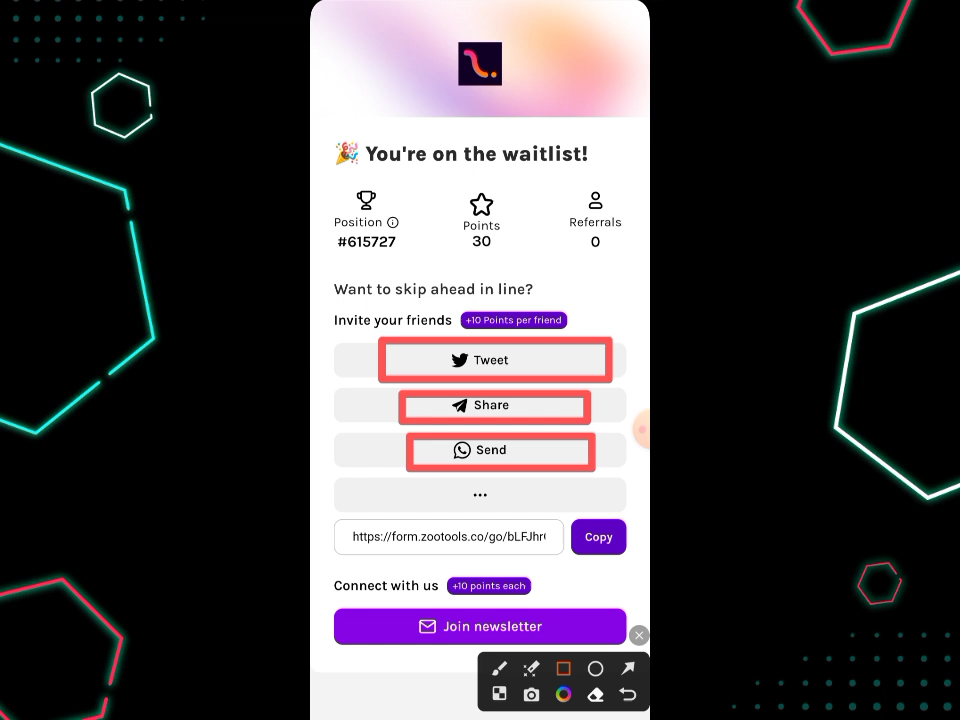 🎉 You're on the waitlist!
Position
Points
Referrals
#615727
30
0
Want to skip ahead in line?
Invite your friends
+10 Points per friend
Tweet
Share
Send
...
https://form.zootools.co/go/bLFJhr
Copy
Connect with us
+10 points each
Join newsletter